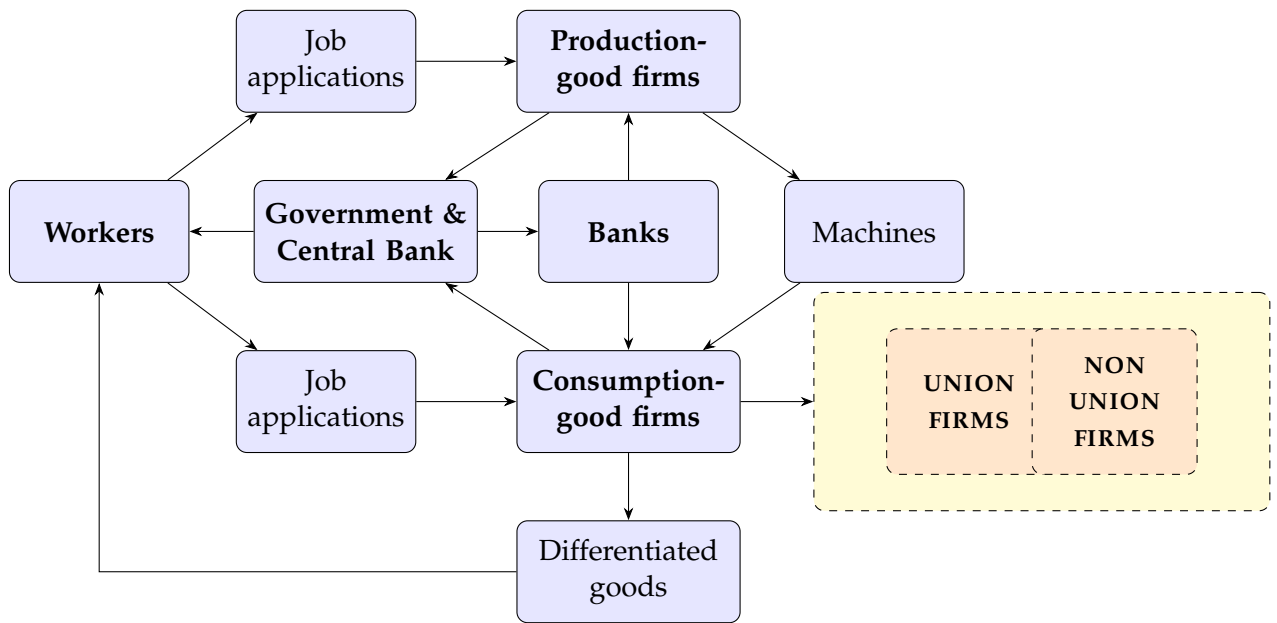 Job
applications
Production-
good firms
Workers
Government &
Central Bank
Banks
Machines
Job
applications
Consumption-
good firms
UNION
FIRMS
NON
UNION
FIRMS
Differentiated
goods